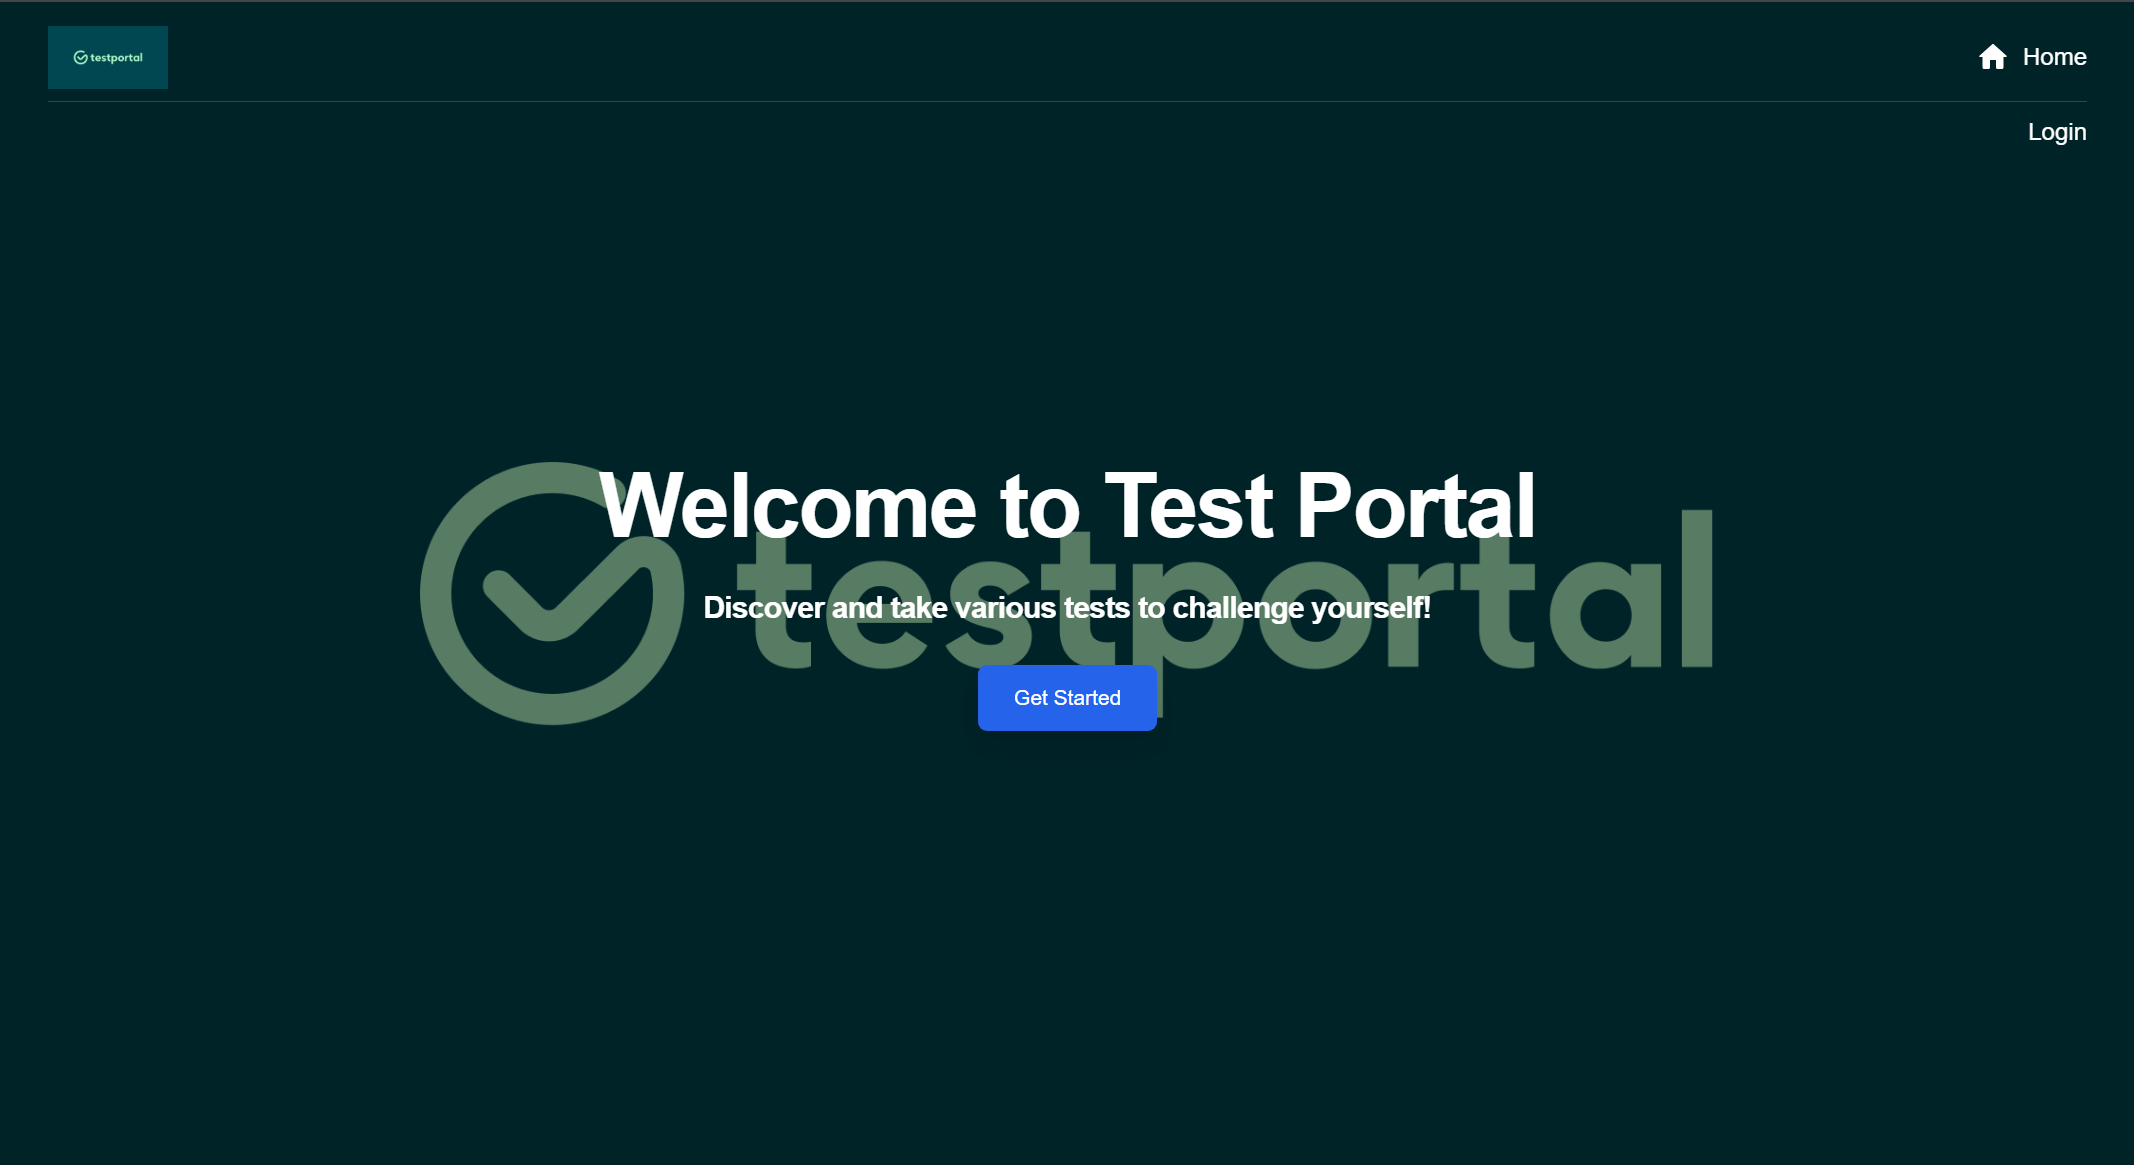 testportal
Home
Login
Welcome to Test Portal
testportal
Discover and take various tests to challenge yourself!
Get Started